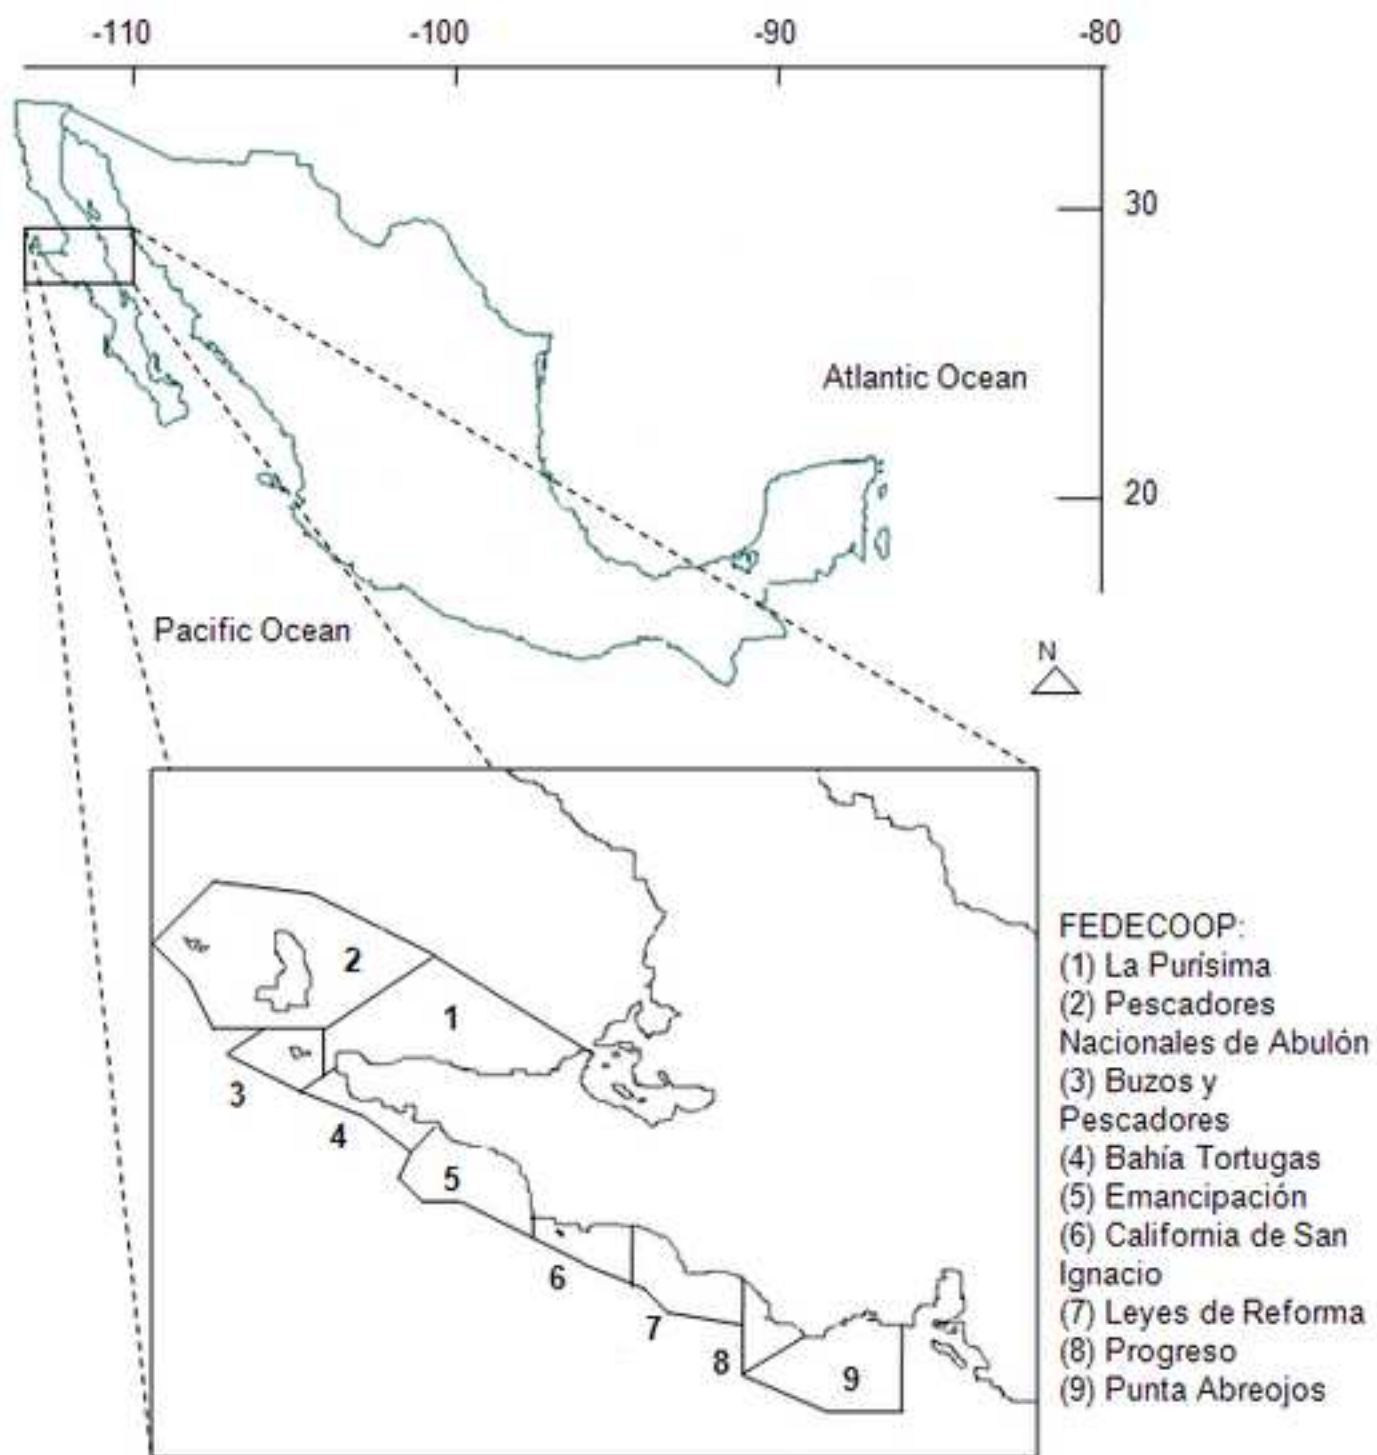 -110 -100 -90 -80
30
Atlantic Ocean
20
Pacific Ocean
N
2
1
3
4
5
6
7
8
9
FEDECOOP:
(1) La Purísima
(2) Pescadores
Nacionales de Abulón
(3) Buzos y
Pescadores
(4) Bahía Tortugas
(5) Emancipación
(6) California de San
Ignacio
(7) Leyes de Reforma
(8) Progreso
(9) Punta Abreojos